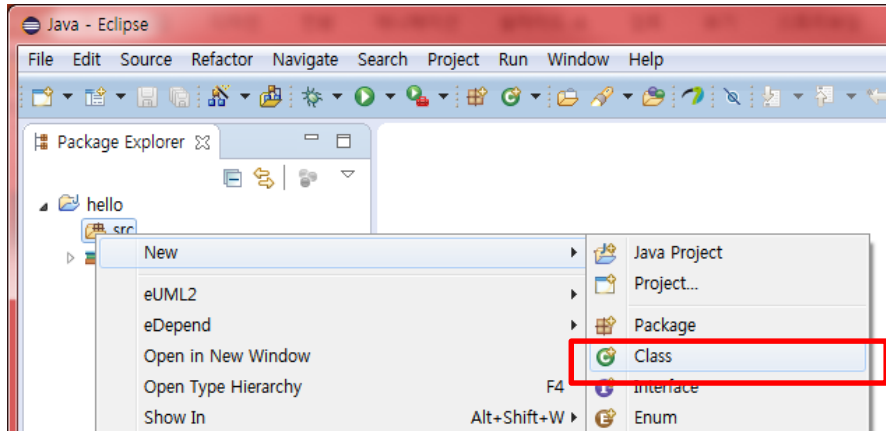 Java - Eclipse
File Edit Source Refactor Navigate Search Project Run Window Help
Package Explorer
hello
src
New
Java Project
Project...
eUML2
eDepend
Package
Open in New Window
Class
Open Type Hierarchy F4
Interface
Show In Alt+Shift+W
Enum